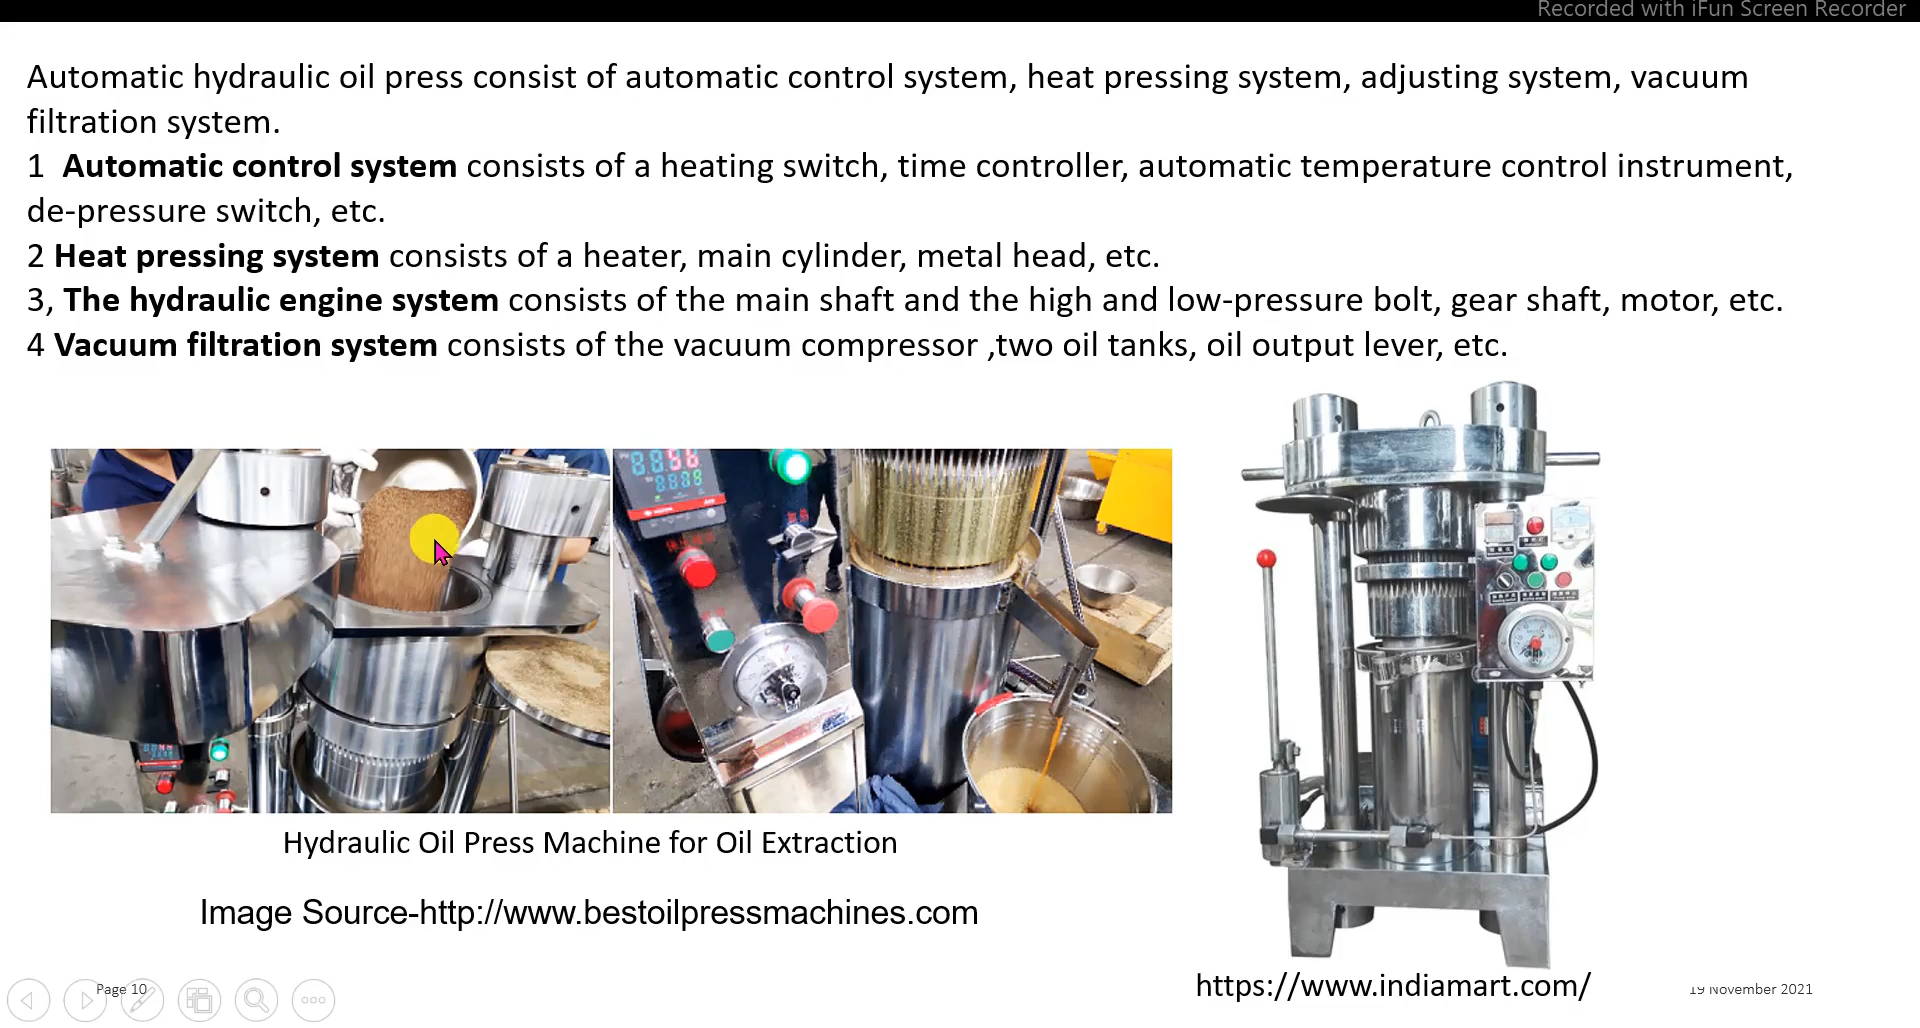 Recorded with iFun Screen Recorder
Automatic hydraulic oil press consist of automatic control system, heat pressing system, adjusting system, vacuum
filtration system.
1  Automatic control system consists of a heating switch, time controller, automatic temperature control instrument,
de-pressure switch, etc.
2 Heat pressing system consists of a heater, main cylinder, metal head, etc.
3, The hydraulic engine system consists of the main shaft and the high and low-pressure bolt, gear shaft, motor, etc.
4 Vacuum filtration system consists of the vacuum compressor ,two oil tanks, oil output lever, etc.
Hydraulic Oil Press Machine for Oil Extraction
Image Source-http://www.bestoilpressmachines.com
https://www.indiamart.com/
Page 10
19 November 2021